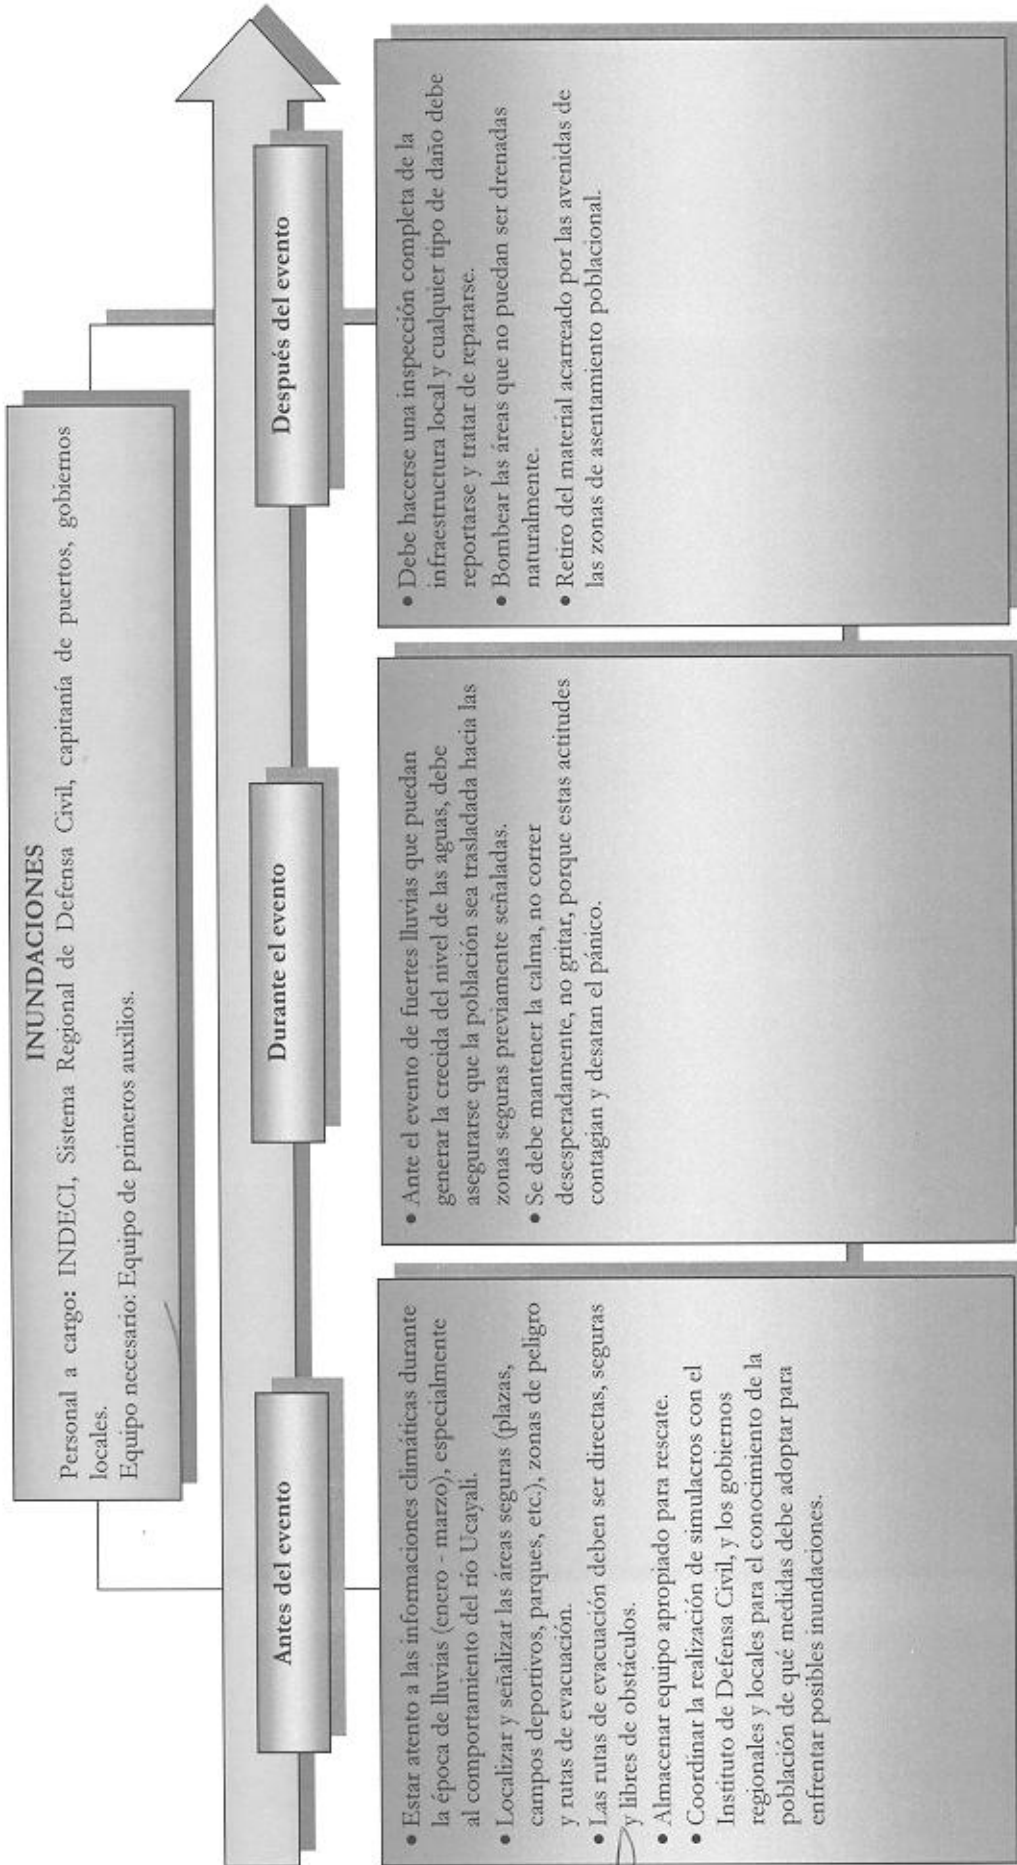 INUNDACIONES
Personal a cargo: INDECI, Sistema Regional de Defensa Civil, capitanía de puertos, gobiernos
locales.
Equipo necesario: Equipo de primeros auxilios.
Antes del evento
Durante el evento
Después del evento
• Estar atento a las informaciones climáticas durante
la época de lluvias (enero - marzo), especialmente
al comportamiento del río Ucayali.
• Localizar y señalizar las áreas seguras (plazas,
campos deportivos, parques, etc.), zonas de peligro
y rutas de evacuación.
• Las rutas de evacuación deben ser directas, seguras
y libres de obstáculos.
• Almacenar equipo apropiado para rescate.
• Coordinar la realización de simulacros con el
Instituto de Defensa Civil, y los gobiernos
regionales y locales para el conocimiento de la
población de qué medidas debe adoptar para
enfrentar posibles inundaciones.
• Ante el evento de fuertes lluvias que puedan
generar la crecida del nivel de las aguas, debe
asegurarse que la población sea trasladada hacia las
zonas seguras previamente señaladas.
• Se debe mantener la calma, no correr
desesperadamente, no gritar, porque estas actitudes
contagian y desatan el pánico.
• Debe hacerse una inspección completa de la
infraestructura local y cualquier tipo de daño debe
reportarse y tratar de repararse.
• Bombear las áreas que no puedan ser drenadas
naturalmente.
• Retiro del material acarreado por las avenidas de
las zonas de asentamiento poblacional.